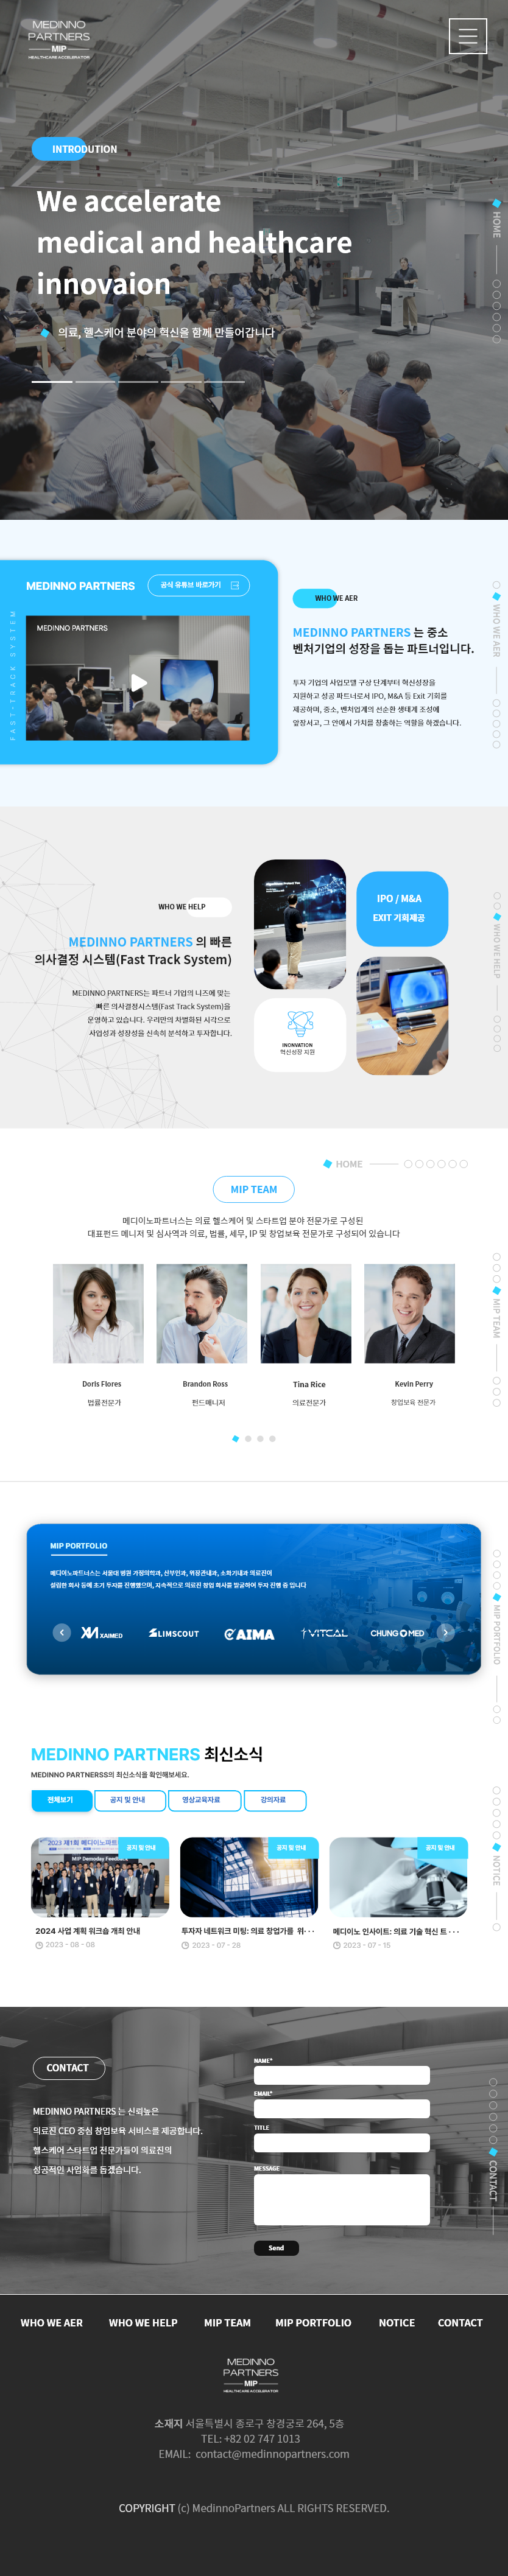 MEDINNO
PARTNERS
MIP
HEALTHCARE ACCELERATOR
INTRODUTION
We accelerate
medical and healthcare
innovaion
의료, 헬스케어 분야의 혁신을 함께 만들어갑니다
HOME
MEDINNO PARTNERS
공식 유튜브 바로가기
FAST-TRACK SYSTEM
MEDINNO PARTNERS
WHO WE AER
MEDINNO PARTNERS 는 중소
벤처기업의 성장을 돕는 파트너입니다.
투자 기업의 사업모델 구상 단계부터 혁신성장을
지원하고 성공 파트너로서 IPO, M&A 등 Exit 기회를
제공하며, 중소, 벤처업계의 선순환 생태계 조성에
앞장서고, 그 안에서 가치를 창출하는 역할을 하겠습니다.
WHO WE AER
WHO WE HELP
MEDINNO PARTNERS 의 빠른
의사결정 시스템(Fast Track System)
MEDINNO PARTNERS는 파트너 기업의 니즈에 맞는
빠른 의사결정시스템(Fast Track System)을
운영하고 있습니다. 우리만의 차별화된 시각으로
사업성과 성장성을 신속히 분석하고 투자합니다.
IPO / M&A
EXIT 기회제공
INONVATION
혁신성장 지원
WHO WE HELP
HOME
MIP TEAM
메디이노파트너스는 의료 헬스케어 및 스타트업 분야 전문가로 구성된
대표펀드 메니저 및 심사역과 의료, 법률, 세무, IP 및 창업보육 전문가로 구성되어 있습니다
Doris Flores
Brandon Ross
Tina Rice
Kevin Perry
법률전문가
펀드메니저
의료전문가
창업보육 전문가
MIP TEAM
MIP PORTFOLIO
메디이노파트너스는 서울대 병원 가정의학과, 산부인과, 위장관내과, 소화기내과 의료진이
설립한 회사 등에 초기 투자를 진행했으며, 지속적으로 의료진 창업 회사를 발굴하여 투자 진행 중 입니다
XAIMED
SLIMSCOUT
AIMA
VITCAL
CHUNG MED
MIP PORTFOLIO
MEDINNO PARTNERS 최신소식
MEDINNO PARTNERSS의 최신소식을 확인해보세요.
전체보기
공지 및 안내
영상교육자료
강의자료
공지 및 안내
공지 및 안내
공지 및 안내
2024 사업 계획 워크숍 개최 안내
2023 - 08 - 08
투자자 네트워크 미팅: 의료 창업가를 위···
2023 - 07 - 28
메디이노 인사이트: 의료 기술 혁신 트 ···
2023 - 07 - 15
NOTICE
CONTACT
MEDINNO PARTNERS 는 신뢰높은
의료진 CEO 중심 창업보육 서비스를 제공합니다.
헬스케어 스타트업 전문가들이 의료진의
성공적인 사업화를 돕겠습니다.
NAME*
EMAIL*
TITLE
MESSAGE
Send
CONTACT
WHO WE AER
WHO WE HELP
MIP TEAM
MIP PORTFOLIO
NOTICE
CONTACT
MEDINNO
PARTNERS
MIP
HEALTHCARE ACCELERATOR
소재지 서울특별시 종로구 창경궁로 264, 5층
TEL: +82 02 747 1013
EMAIL: contact@medinnopartners.com
COPYRIGHT (c) MedinnoPartners ALL RIGHTS RESERVED.